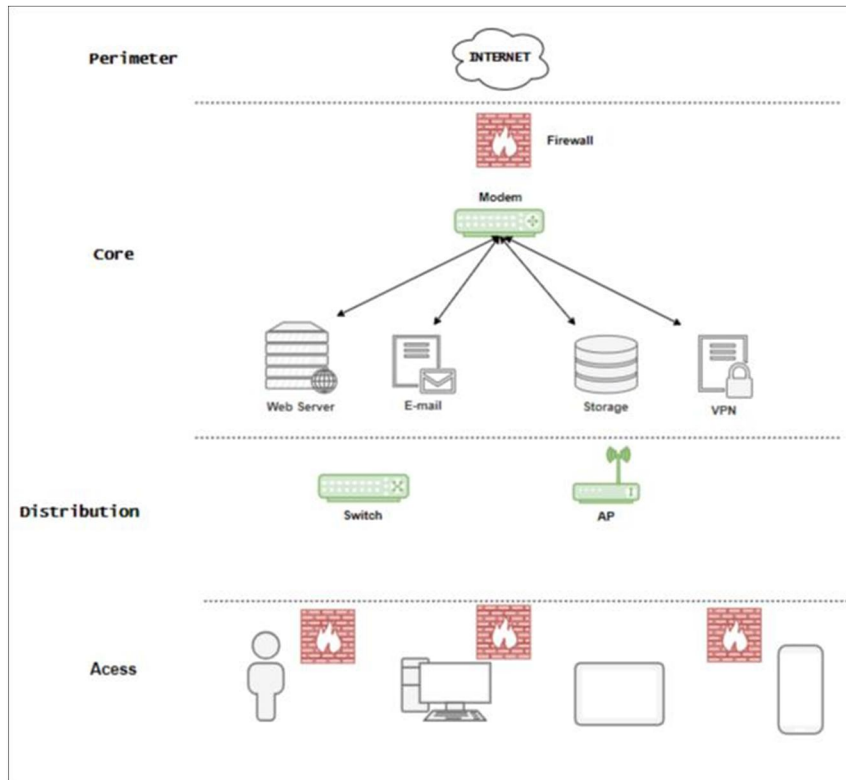 Perimeter
INTERNET
Firewall
Modem
Core
Web Server
E-mail
Storage
VPN
Distribution
Switch
AP
Acess